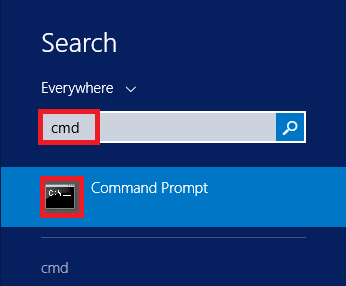 Search
Everywhere
cmd
C:\_
Command Prompt
cmd